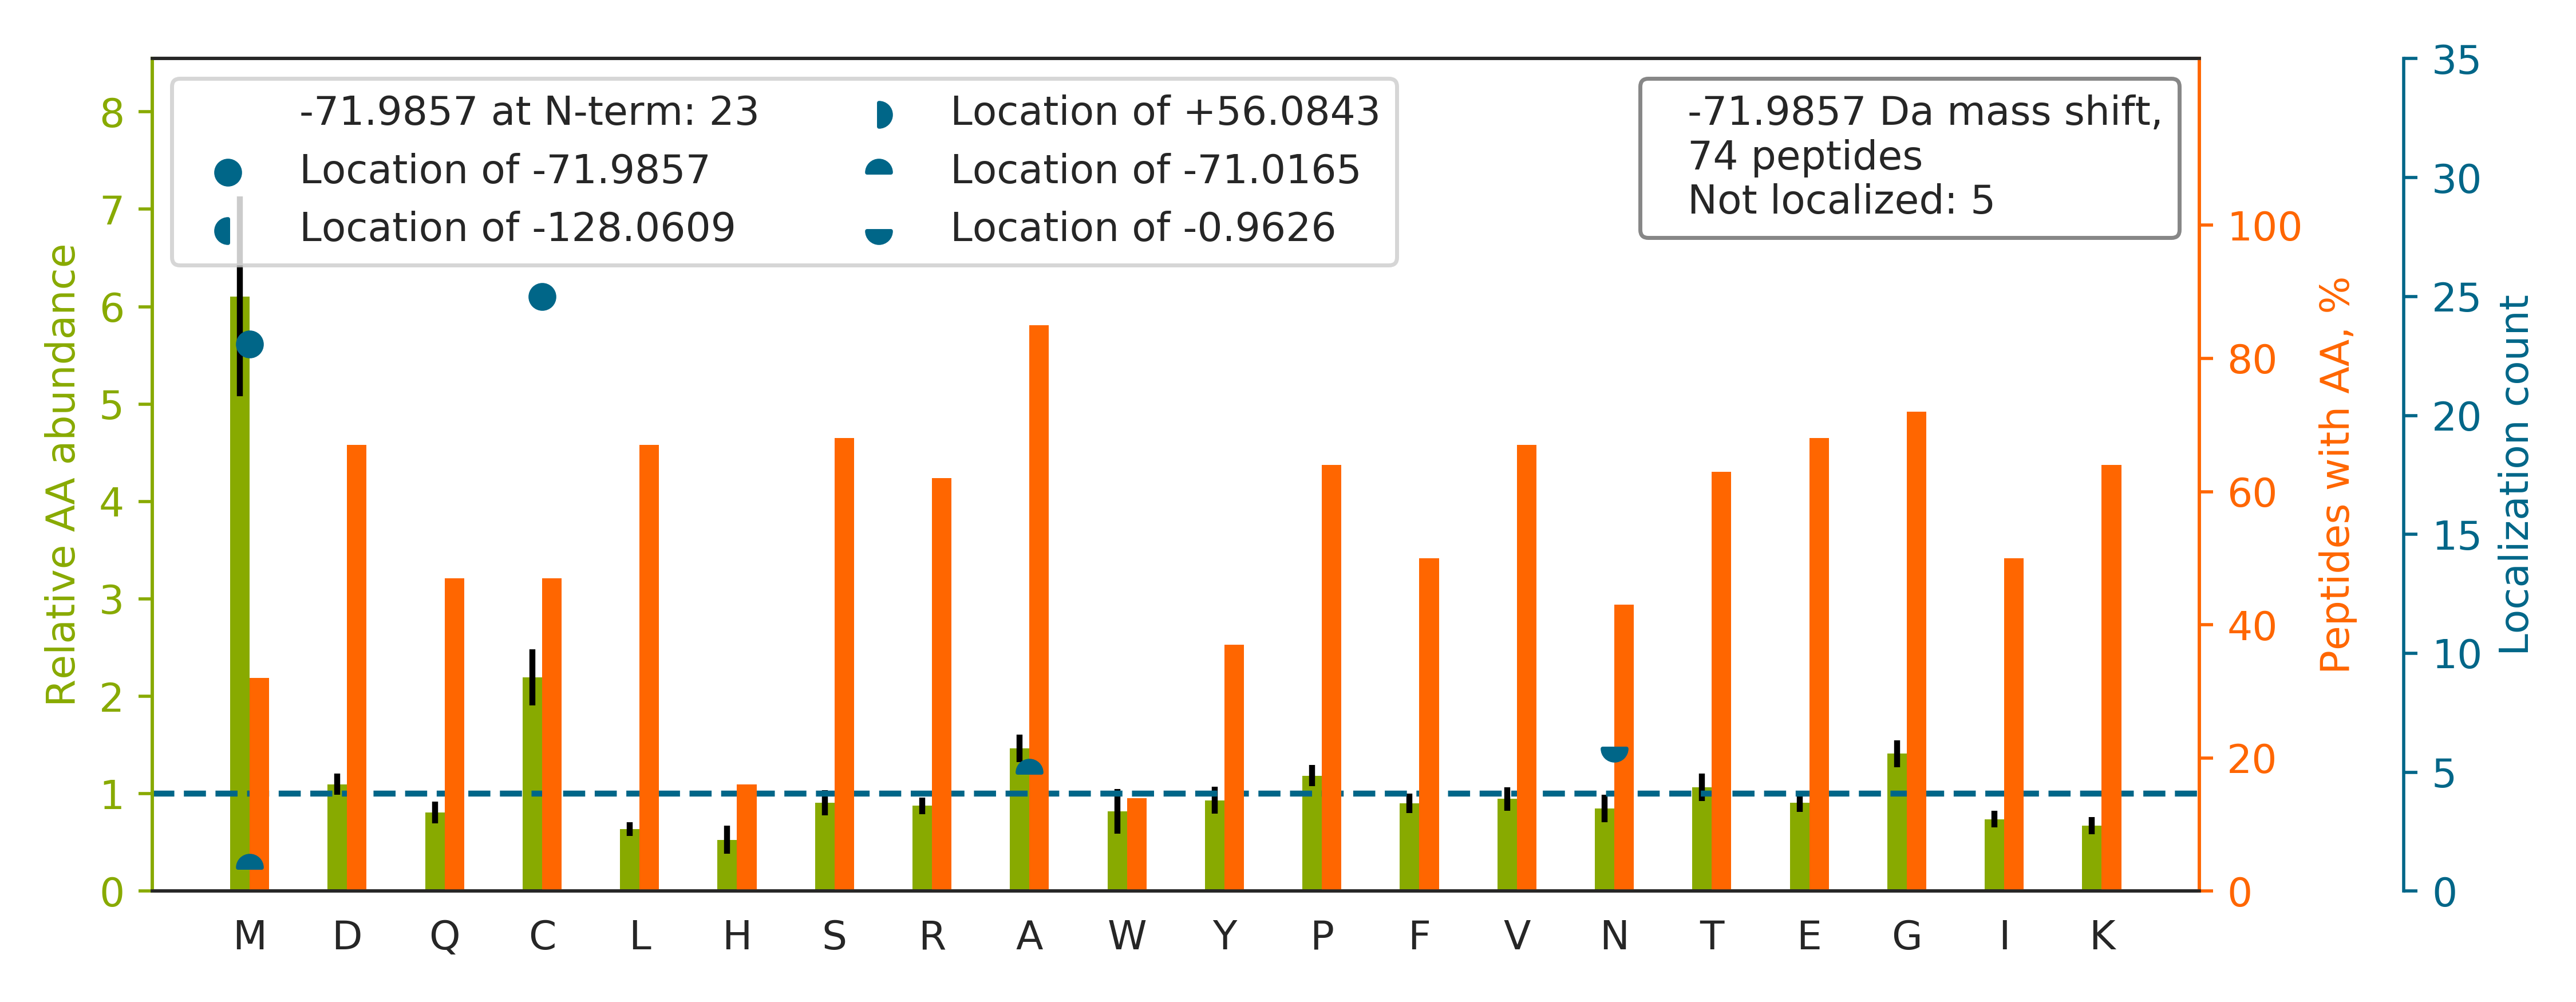 -71.9857 at N-term: 23
Location of -71.9857
Location of -128.0609
Location of +56.0843
Location of -71.0165
Location of -0.9626
-71.9857 Da mass shift,
74 peptides
Not localized: 5
Relative AA abundance
8
7
6
5
4
3
2
1
0
M D Q C L H S R A W Y P F V N T E G I K
100
80
60
40
20
0
Peptides with AA, %
35
30
25
20
15
10
5
0
Localization count